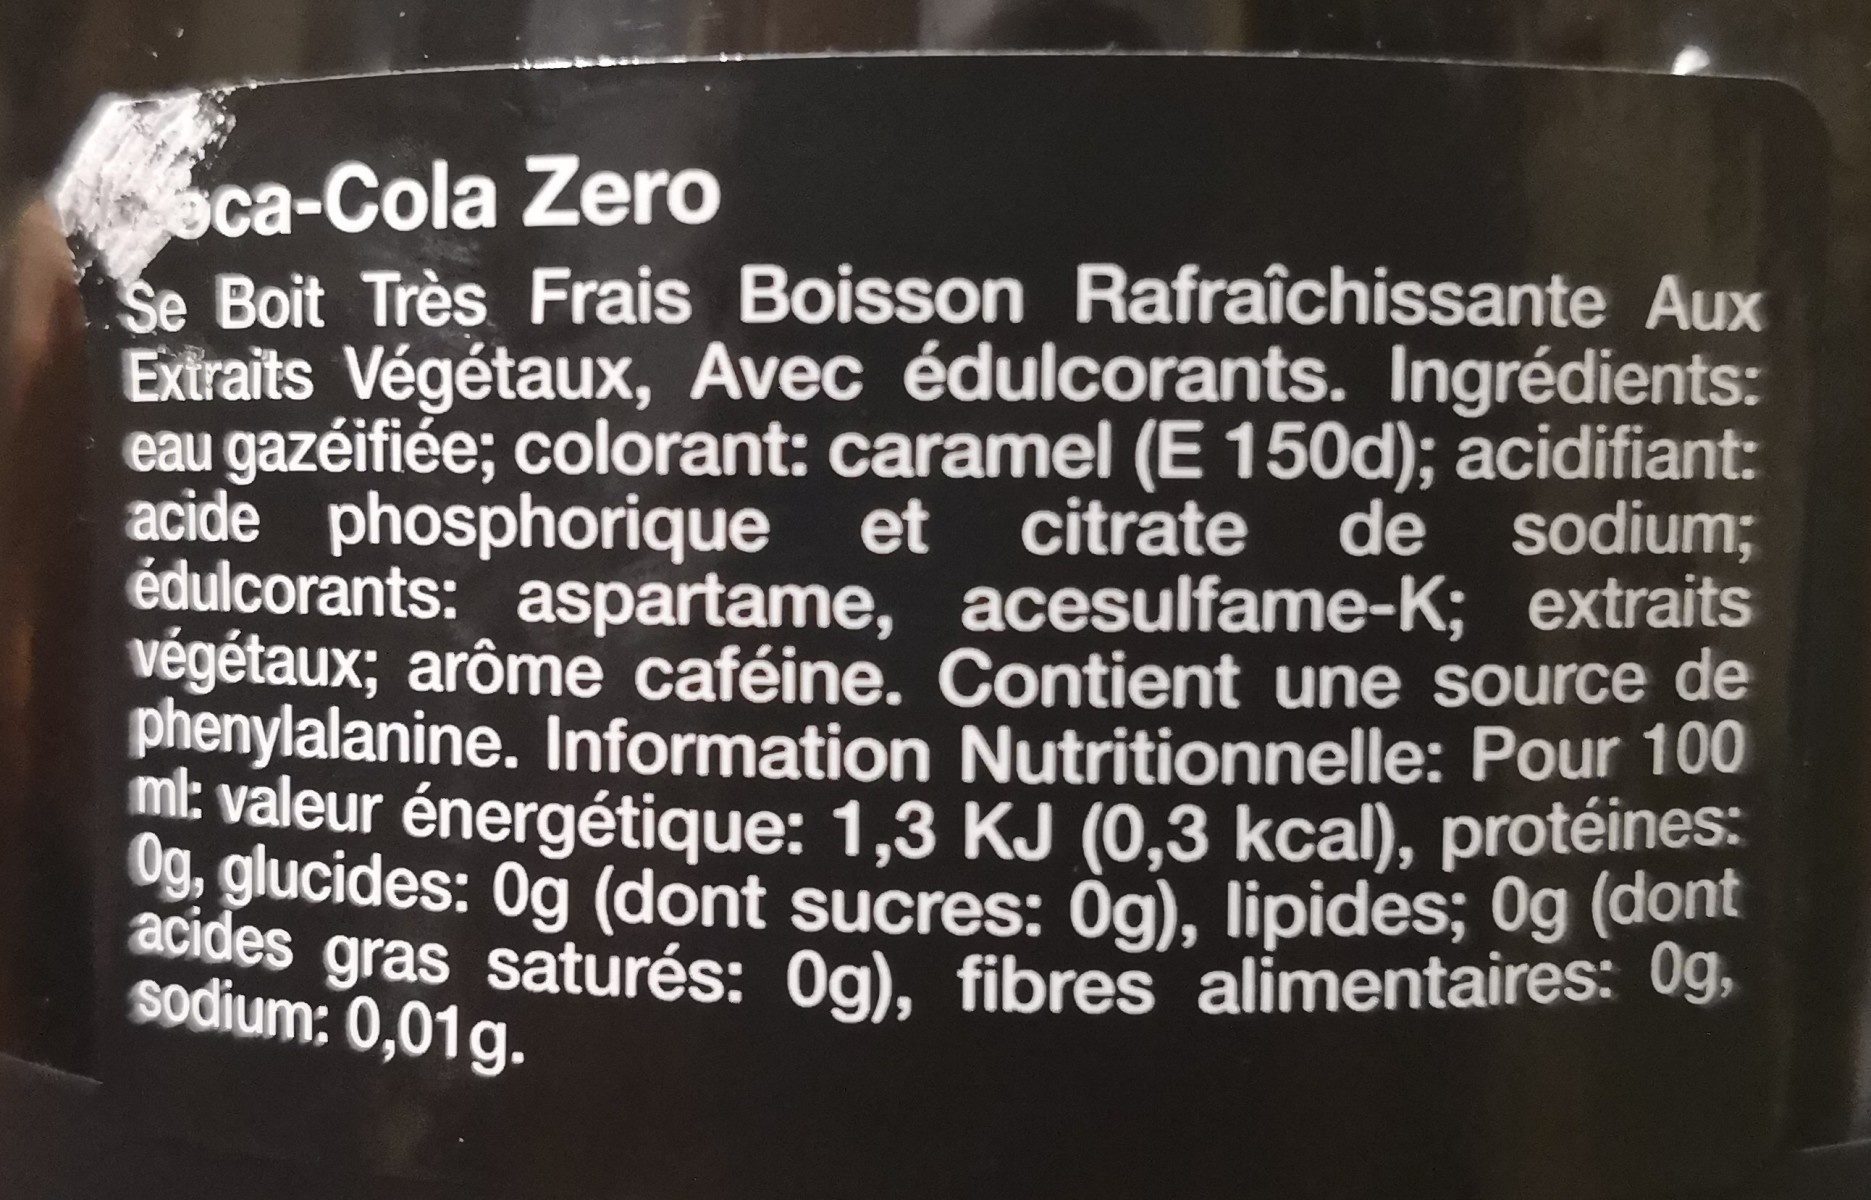 Coca-Cola Zero
Se Boit Très Frais Boisson Rafraîchissante Aux
Extraits Végétaux, Avec édulcorants. Ingrédients:
eau gazéifiée; colorant: caramel (E 150d); acidifiant:
acide phosphorique et citrate de sodium;
édulcorants: aspartame, acesulfame-K; extraits
végétaux; arôme caféine. Contient une source de
phenylalanine. Information Nutritionnelle: Pour 100
ml: valeur énergétique: 1,3 KJ (0,3 kcal), protéines:
0g, glucides: 0g (dont sucres: 0g), lipides; 0g (dont
acides gras saturés: 0g), fibres alimentaires: 0g,
sodium: 0,01g.